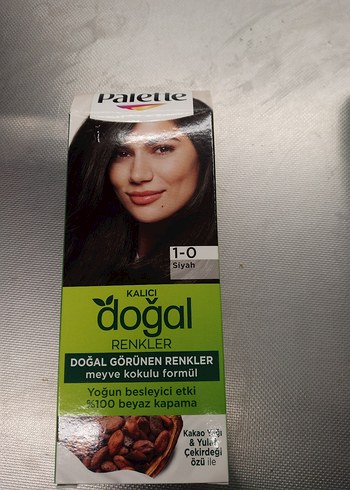 Palette
1-0
Siyah
KALICI
doğal
RENKLER
DOĞAL GÖRÜNEN RENKLER
meyve kokulu formül
Yoğun besleyici etki
%100 beyaz kapama
Kakao Yağı
& Yulaf
Çekirdeği
özü ile